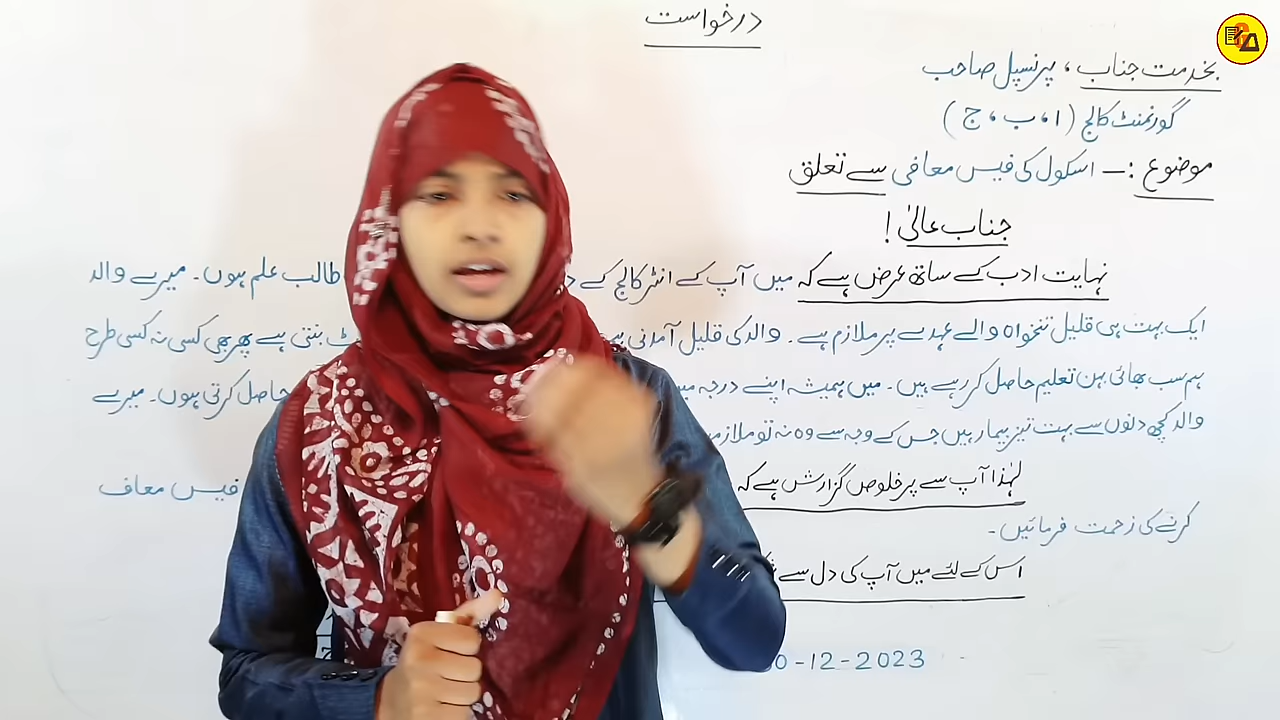 درخواست
بخدمت جناب، پرنسپل صاحب
گورنمنٹ کالج (ا، ب، ج)
موضوع :— اسکول کی فیس معافی سے تعلق
جناب عالیٰ!
نہایت ادب کے ساتھ عرض ہے کہ میں آپ کے انٹر کالج کے طالب علم ہوں۔ میرے والد
ایک بہت ہی قلیل تنخواہ والے عہدے پر ملازم ہے۔ والد کی قلیل آمدنی بنتی ہے پھر بھی کسی نہ کسی طرح
ہم سب بھائی بہن تعلیم حاصل کر رہے ہیں۔ میں ہمیشہ اپنے درجہ حاصل کرتی ہوں۔ میرے
والد کچھ دنوں سے بہت تیز بیمار ہیں جس کے وجہ سے وہ نہ تو
لہٰذا آپ سے پر خلوص گزارش ہے کہ فیس معاف
کرنے کی زحمت فرمائیں۔
اس کے لئے میں آپ کی دل سے
0-12-2023